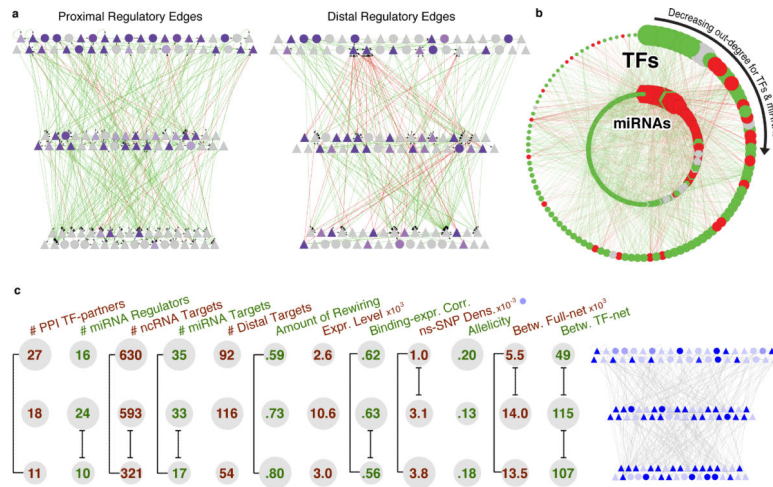 a
Proximal Regulatory Edges
Distal Regulatory Edges
b
Decreasing out-degree for TFs &
TFs
miRNAs
c
# PPI TF-partners
# miRNA Regulators
# ncRNA Targets
# miRNA Targets
# Distal Targets
Amount of Rewiring
Expr. Level x10³
Binding-expr. Corr.
ns-SNP Dens. x10⁻³
Allelicity
Betw. Full-net x10³
Betw. TF-net
27 16 630 35 92 .59 2.6 .62 1.0 .20 5.5 49
18 24 593 33 116 .73 10.6 .63 3.1 .13 14.0 115
11 10 321 17 54 .80 3.0 .56 3.8 .18 13.5 107